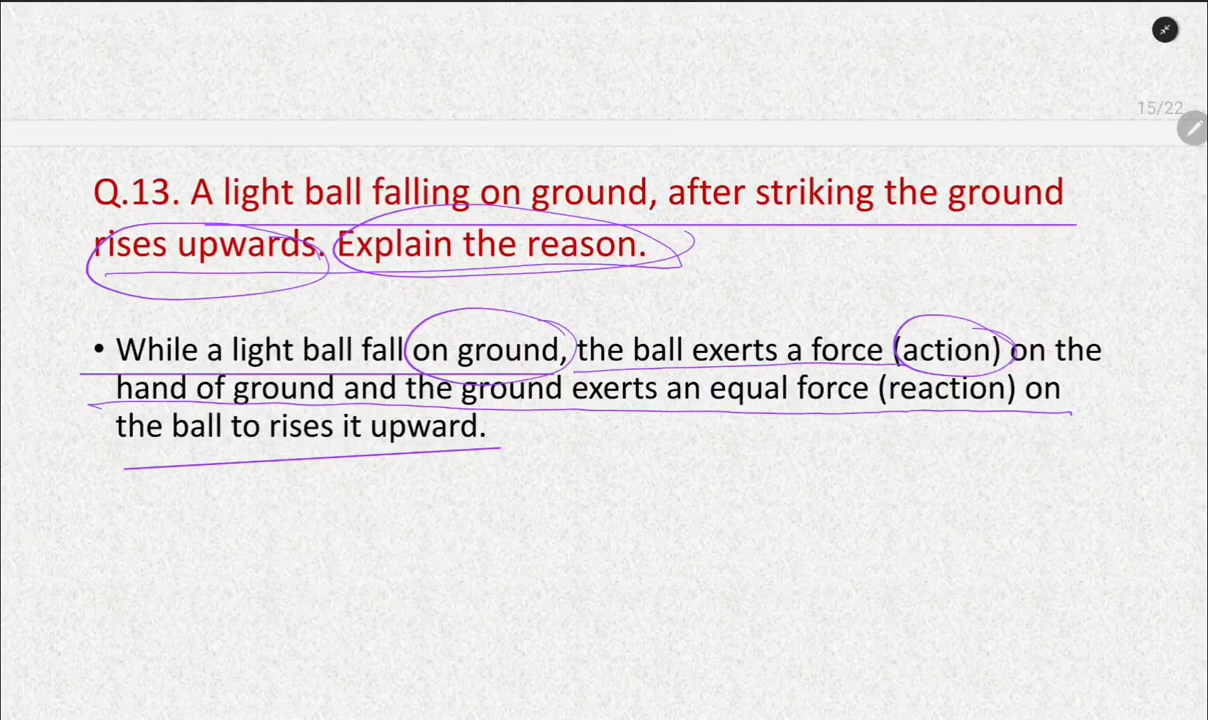 15/22
Q.13. A light ball falling on ground, after striking the ground
rises upwards. Explain the reason.
• While a light ball fall on ground, the ball exerts a force (action) on the
hand of ground and the ground exerts an equal force (reaction) on
the ball to rises it upward.